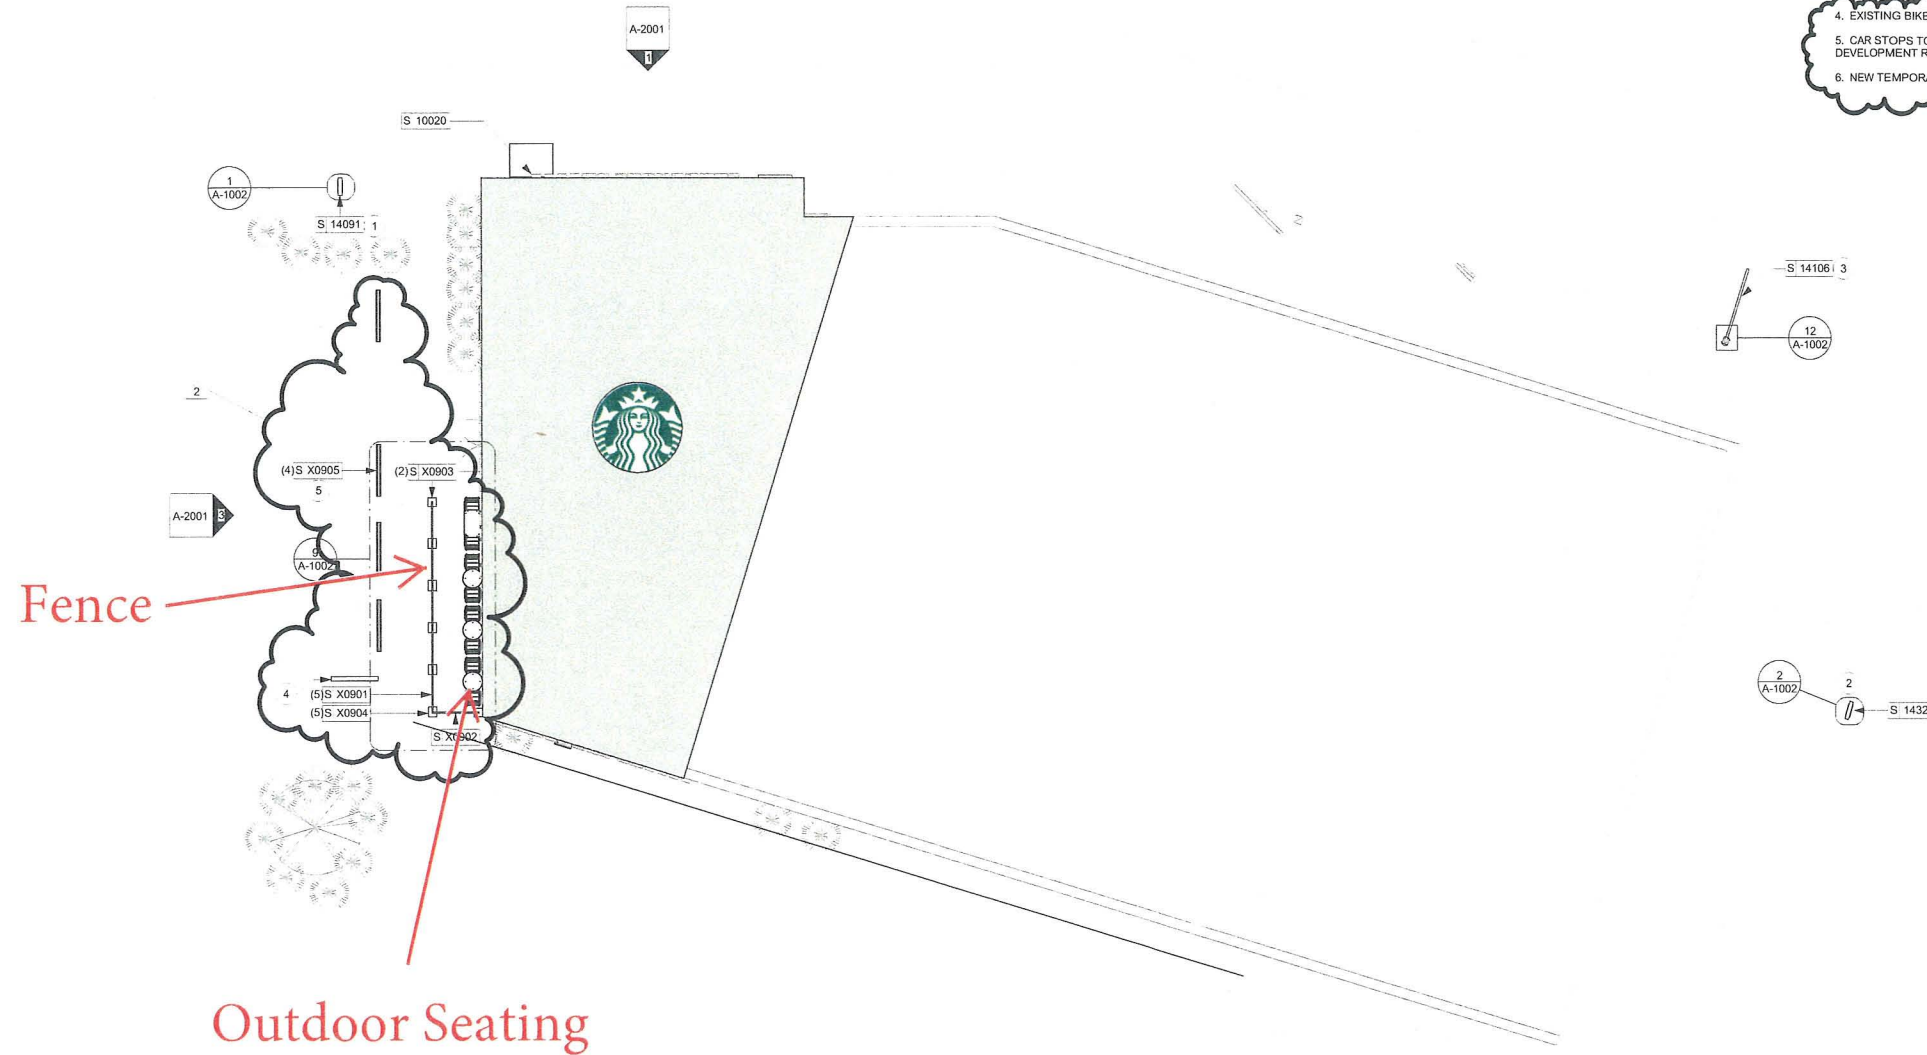 4. EXISTING BIKE
5. CAR STOPS TO
DEVELOPMENT R
6. NEW TEMPORA
A-2001
1
S 10020
1
A-1002
S 14091 1
2
S 14106 3
12
A-1002
2
(4)S X0905
5
(2)S X0903
A-2001 3
9
A-1002
Fence
4
(5)S X0901
(5)S X0904
S X0902
2
A-1002
2
S 1432
Outdoor Seating